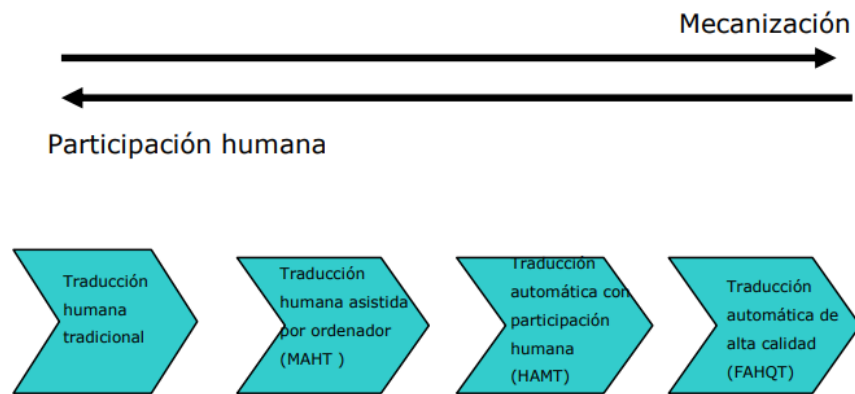 Mecanización
Participación humana
Traducción
humana
tradicional
Traducción
humana asistida
por ordenador
(MAHT )
Traducción
automática con
participación
humana
(HAMT)
Traducción
automática de
alta calidad
(FAHQT)